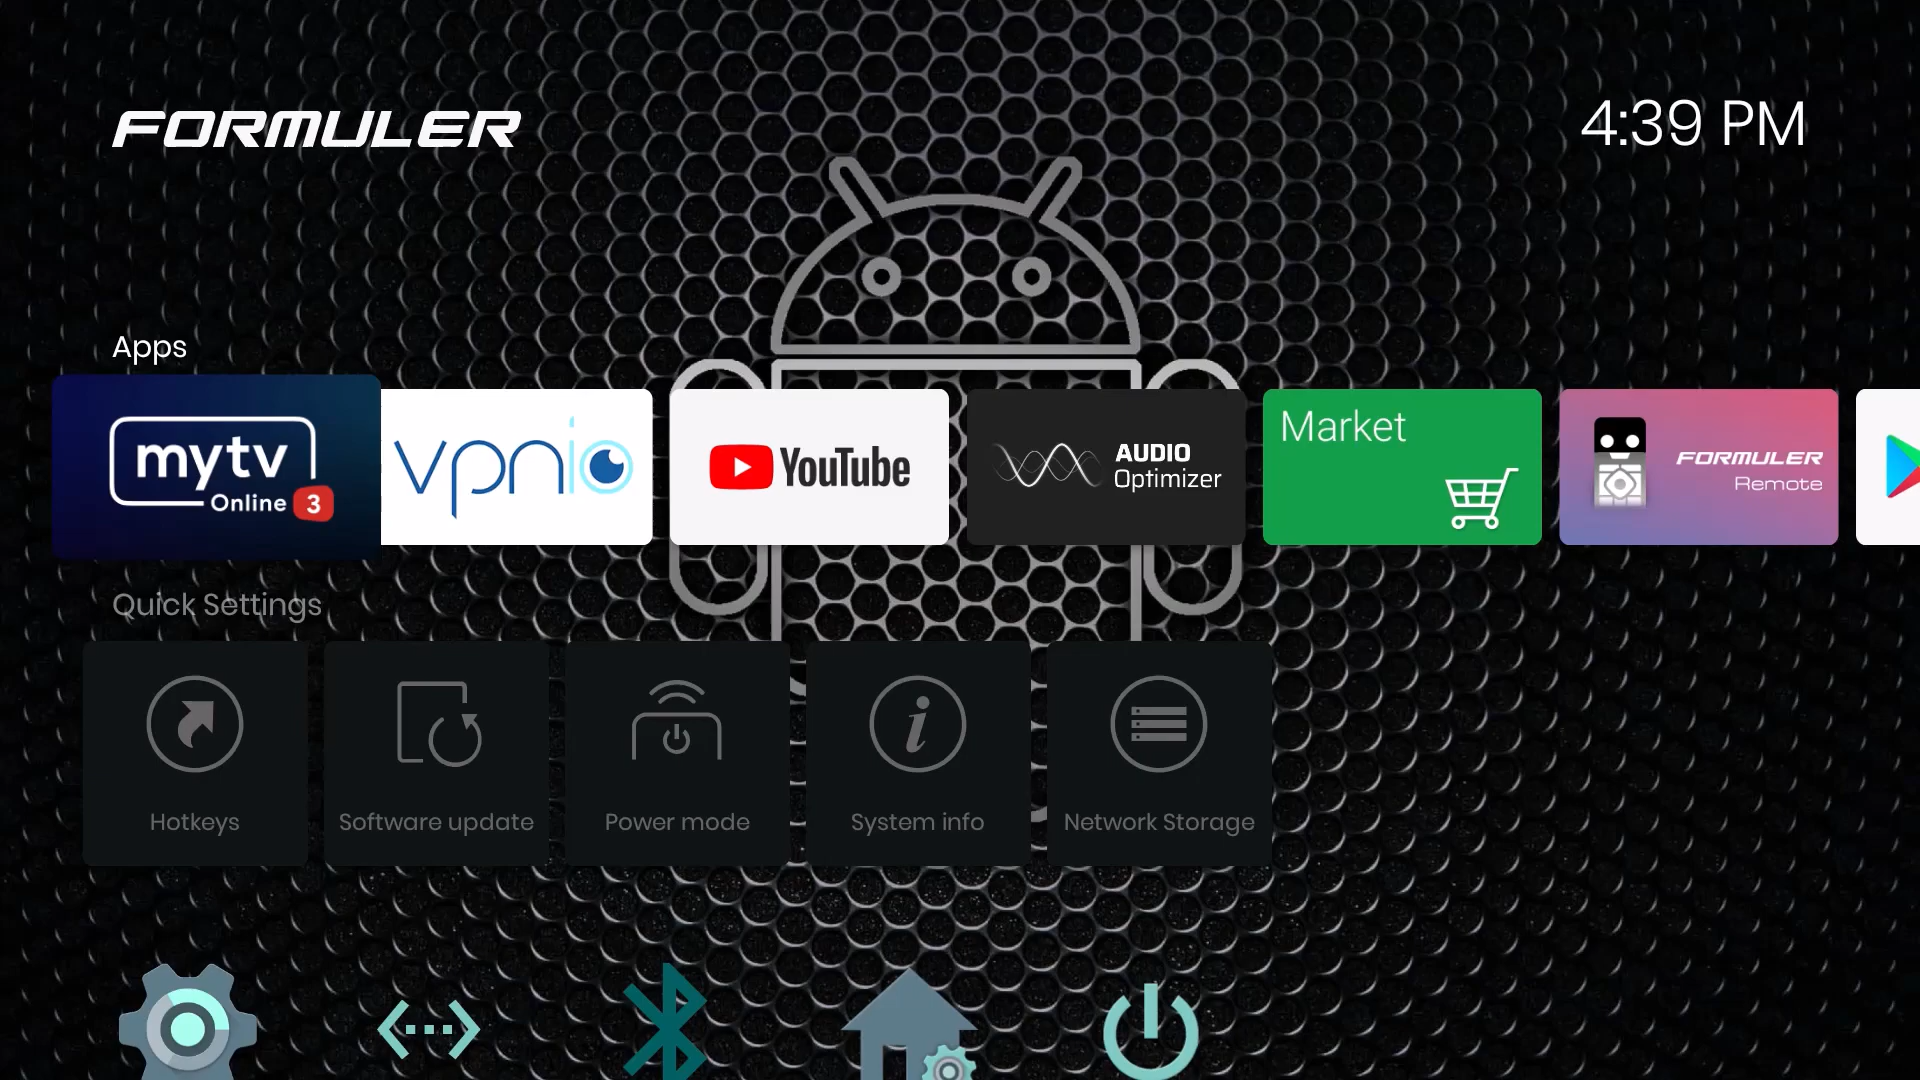 FORMULER
4:39 PM
Apps
mytv
Online 3
vpnio
YouTube
AUDIO
Optimizer
Market
FORMULER
Remote
Quick Settings
Hotkeys
Software update
Power mode
System info
Network Storage